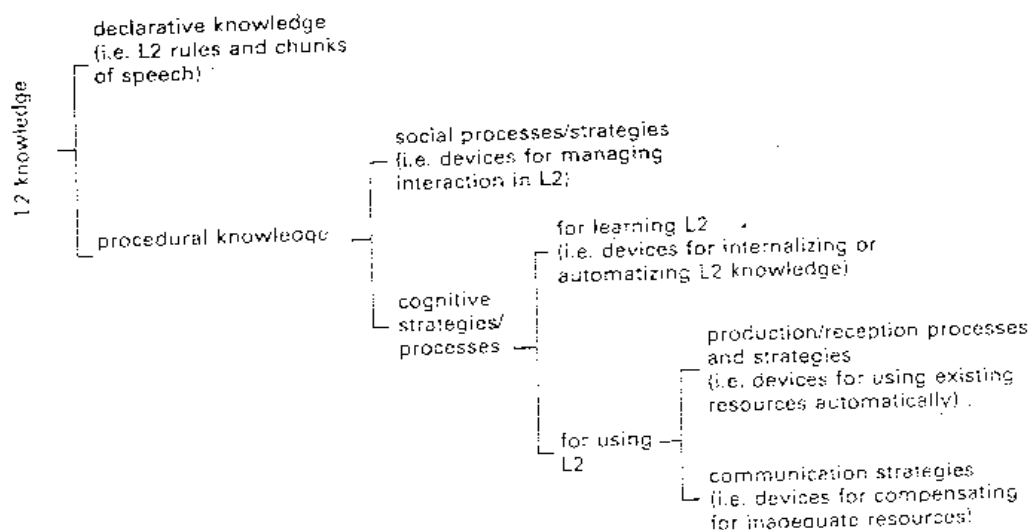 L2 knowledge
declarative knowledge
(i.e. L2 rules and chunks
of speech)
procedural knowledge
social processes/strategies
(i.e. devices for managing
interaction in L2)
cognitive
strategies/
processes
for learning L2
(i.e. devices for internalizing or
automatizing L2 knowledge)
for using
L2
production/reception processes
and strategies
(i.e. devices for using existing
resources automatically)
communication strategies
(i.e. devices for compensating
for inadequate resources)